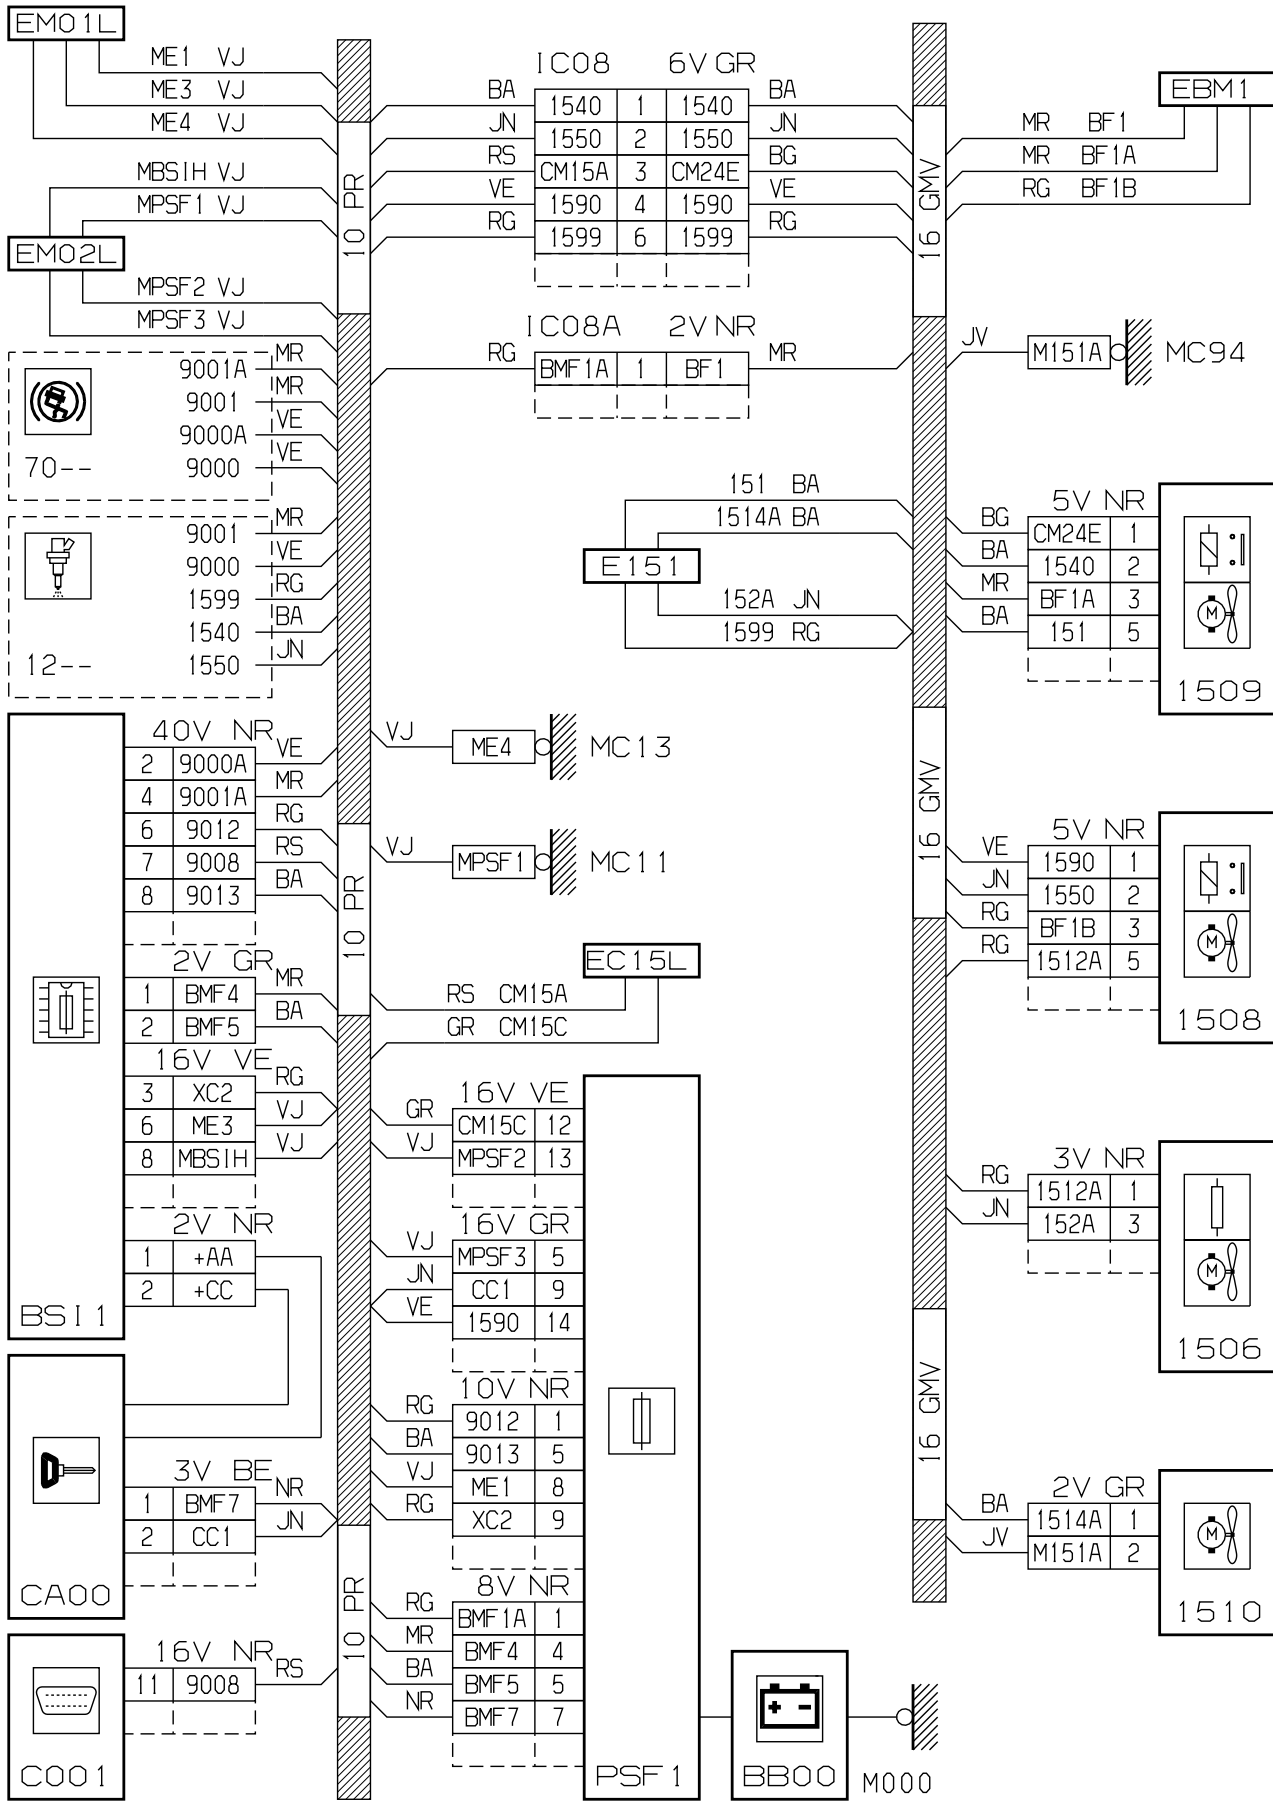 EM01L
ME1 VJ
ME3 VJ
ME4 VJ
MBSIH VJ
MPSF1 VJ
EM02L
MPSF2 VJ
MPSF3 VJ
9001A MR
9001 MR
9000A VE
70-- 9000 VE
9001 MR
9000 VE
1599 RG
1540 BA
12-- 1550 JN
10 PR
IC08 6V GR
BA 1540 1 1540 BA
JN 1550 2 1550 JN
RS CM15A 3 CM24E BG
VE 1590 4 1590 VE
RG 1599 6 1599 RG
IC08A 2V NR
RG BMF1A 1 BF1 MR
16 GMV
EBM1
MR BF1
MR BF1A
RG BF1B
JV M151A MC94
151 BA
1514A BA
E151
152A JN
1599 RG
5V NR
BG CM24E 1
BA 1540 2
MR BF1A 3
BA 151 5
M
1509
40V NR
2 9000A VE
4 9001A MR
6 9012 RG
7 9008 RS
8 9013 BA
2V GR
1 BMF4 MR
2 BMF5 BA
16V VE
3 XC2 RG
6 ME3 VJ
8 MBSIH VJ
2V NR
1 +AA
2 +CC
BSI1
10 PR
VJ ME4 MC13
VJ MPSF1 MC11
EC15L
RS CM15A
GR CM15C
16 GMV
5V NR
VE 1590 1
JN 1550 2
RG BF1B 3
RG 1512A 5
M
1508
16V VE
GR CM15C 12
VJ MPSF2 13
16V GR
VJ MPSF3 5
JN CC1 9
VE 1590 14
10V NR
RG 9012 1
BA 9013 5
VJ ME1 8
RG XC2 9
8V NR
RG BMF1A 1
MR BMF4 4
BA BMF5 5
NR BMF7 7
PSF1
3V NR
RG 1512A 1
JN 152A 3
M
1506
16 GMV
2V GR
BA 1514A 1
JV M151A 2
M
1510
3V BE
1 BMF7 NR
2 CC1 JN
CA00
10 PR
16V NR
11 9008 RS
C001
+ -
BB00
M000